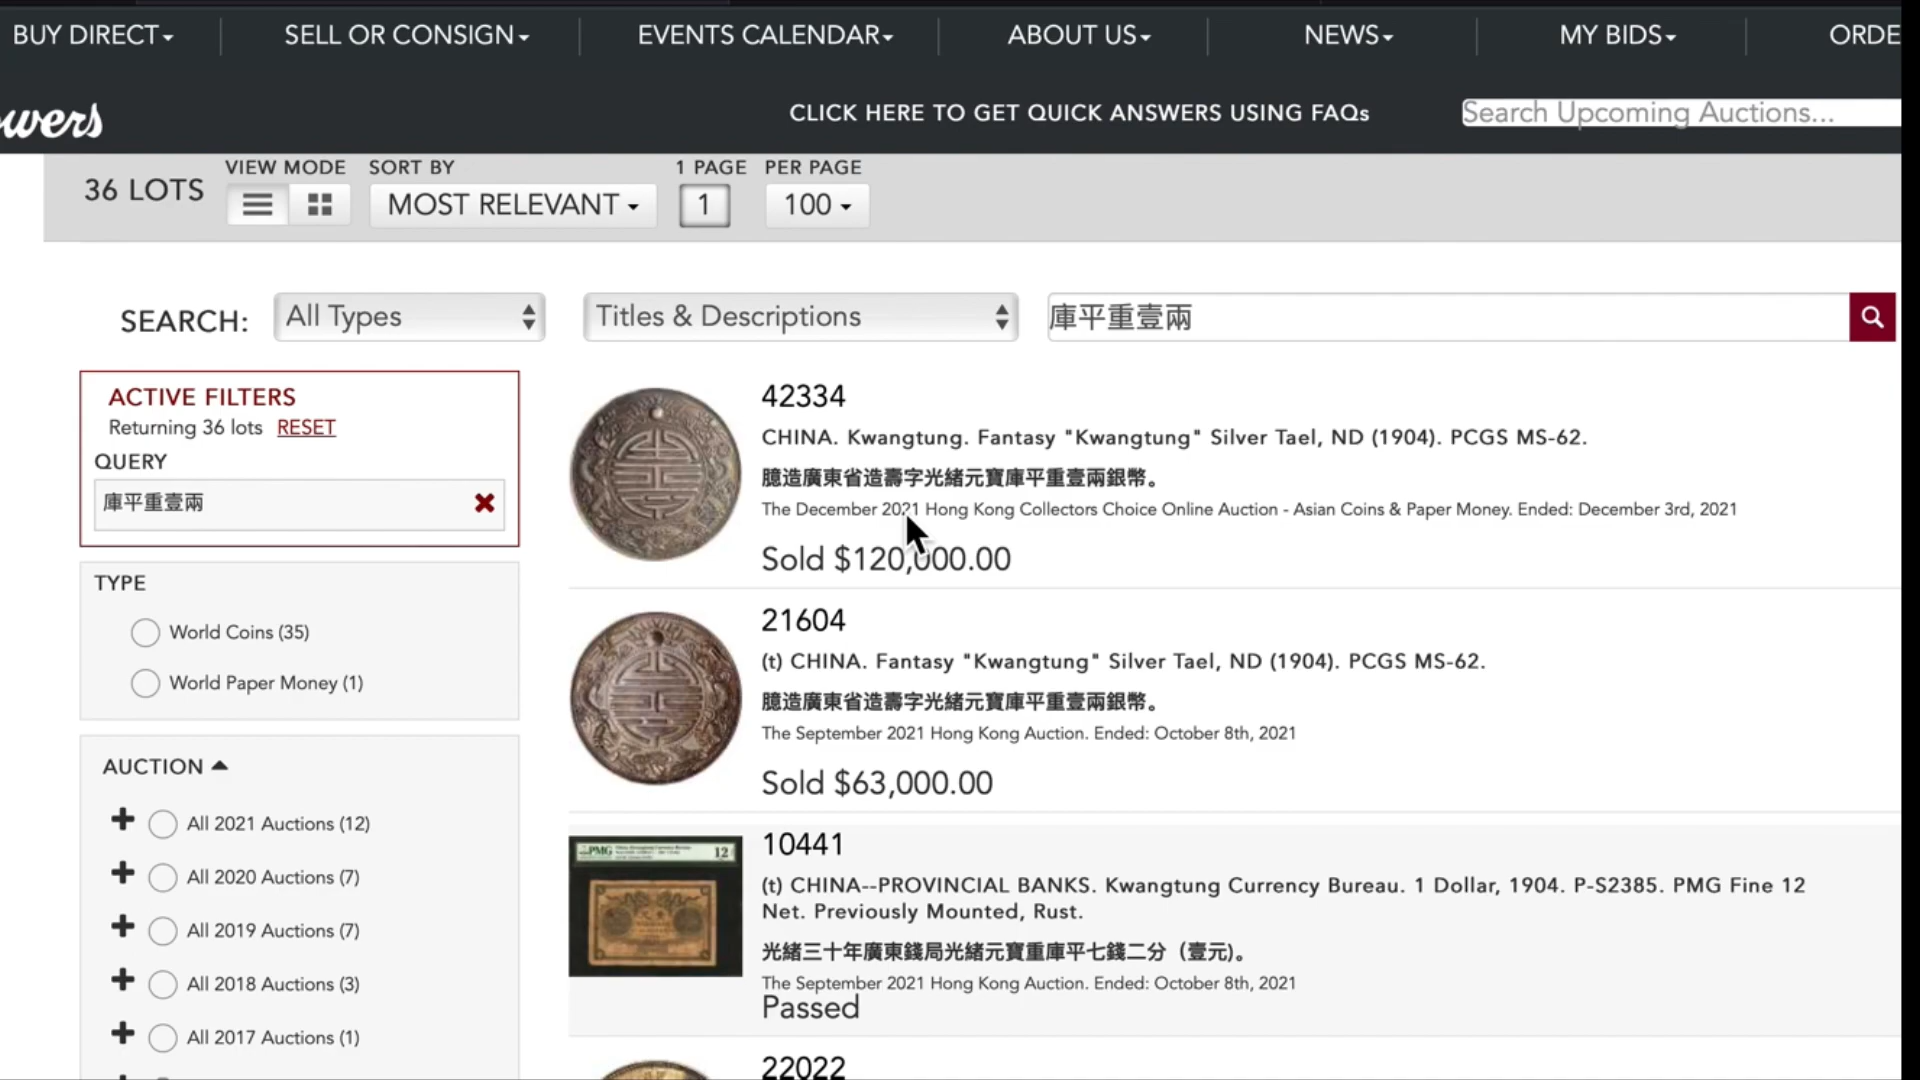 BUY DIRECT
SELL OR CONSIGN
EVENTS CALENDAR
ABOUT US
NEWS
MY BIDS
ORDE
owers
CLICK HERE TO GET QUICK ANSWERS USING FAQs
Search Upcoming Auctions...
36 LOTS
VIEW MODE
SORT BY
MOST RELEVANT
1 PAGE
1
PER PAGE
100
SEARCH:
All Types
Titles & Descriptions
庫平重壹兩
ACTIVE FILTERS
Returning 36 lots RESET
QUERY
庫平重壹兩
TYPE
World Coins (35)
World Paper Money (1)
AUCTION
All 2021 Auctions (12)
All 2020 Auctions (7)
All 2019 Auctions (7)
All 2018 Auctions (3)
All 2017 Auctions (1)
42334
CHINA. Kwangtung. Fantasy "Kwangtung" Silver Tael, ND (1904). PCGS MS-62.
臆造廣東省造壽字光緒元寶庫平重壹兩銀幣。
The December 2021 Hong Kong Collectors Choice Online Auction - Asian Coins & Paper Money. Ended: December 3rd, 2021
Sold $120,000.00
21604
(t) CHINA. Fantasy "Kwangtung" Silver Tael, ND (1904). PCGS MS-62.
臆造廣東省造壽字光緒元寶庫平重壹兩銀幣。
The September 2021 Hong Kong Auction. Ended: October 8th, 2021
Sold $63,000.00
PMG
12
10441
(t) CHINA--PROVINCIAL BANKS. Kwangtung Currency Bureau. 1 Dollar, 1904. P-S2385. PMG Fine 12
Net. Previously Mounted, Rust.
光緒三十年廣東錢局光緒元寶重庫平七錢二分（壹元)。
The September 2021 Hong Kong Auction. Ended: October 8th, 2021
Passed
22022